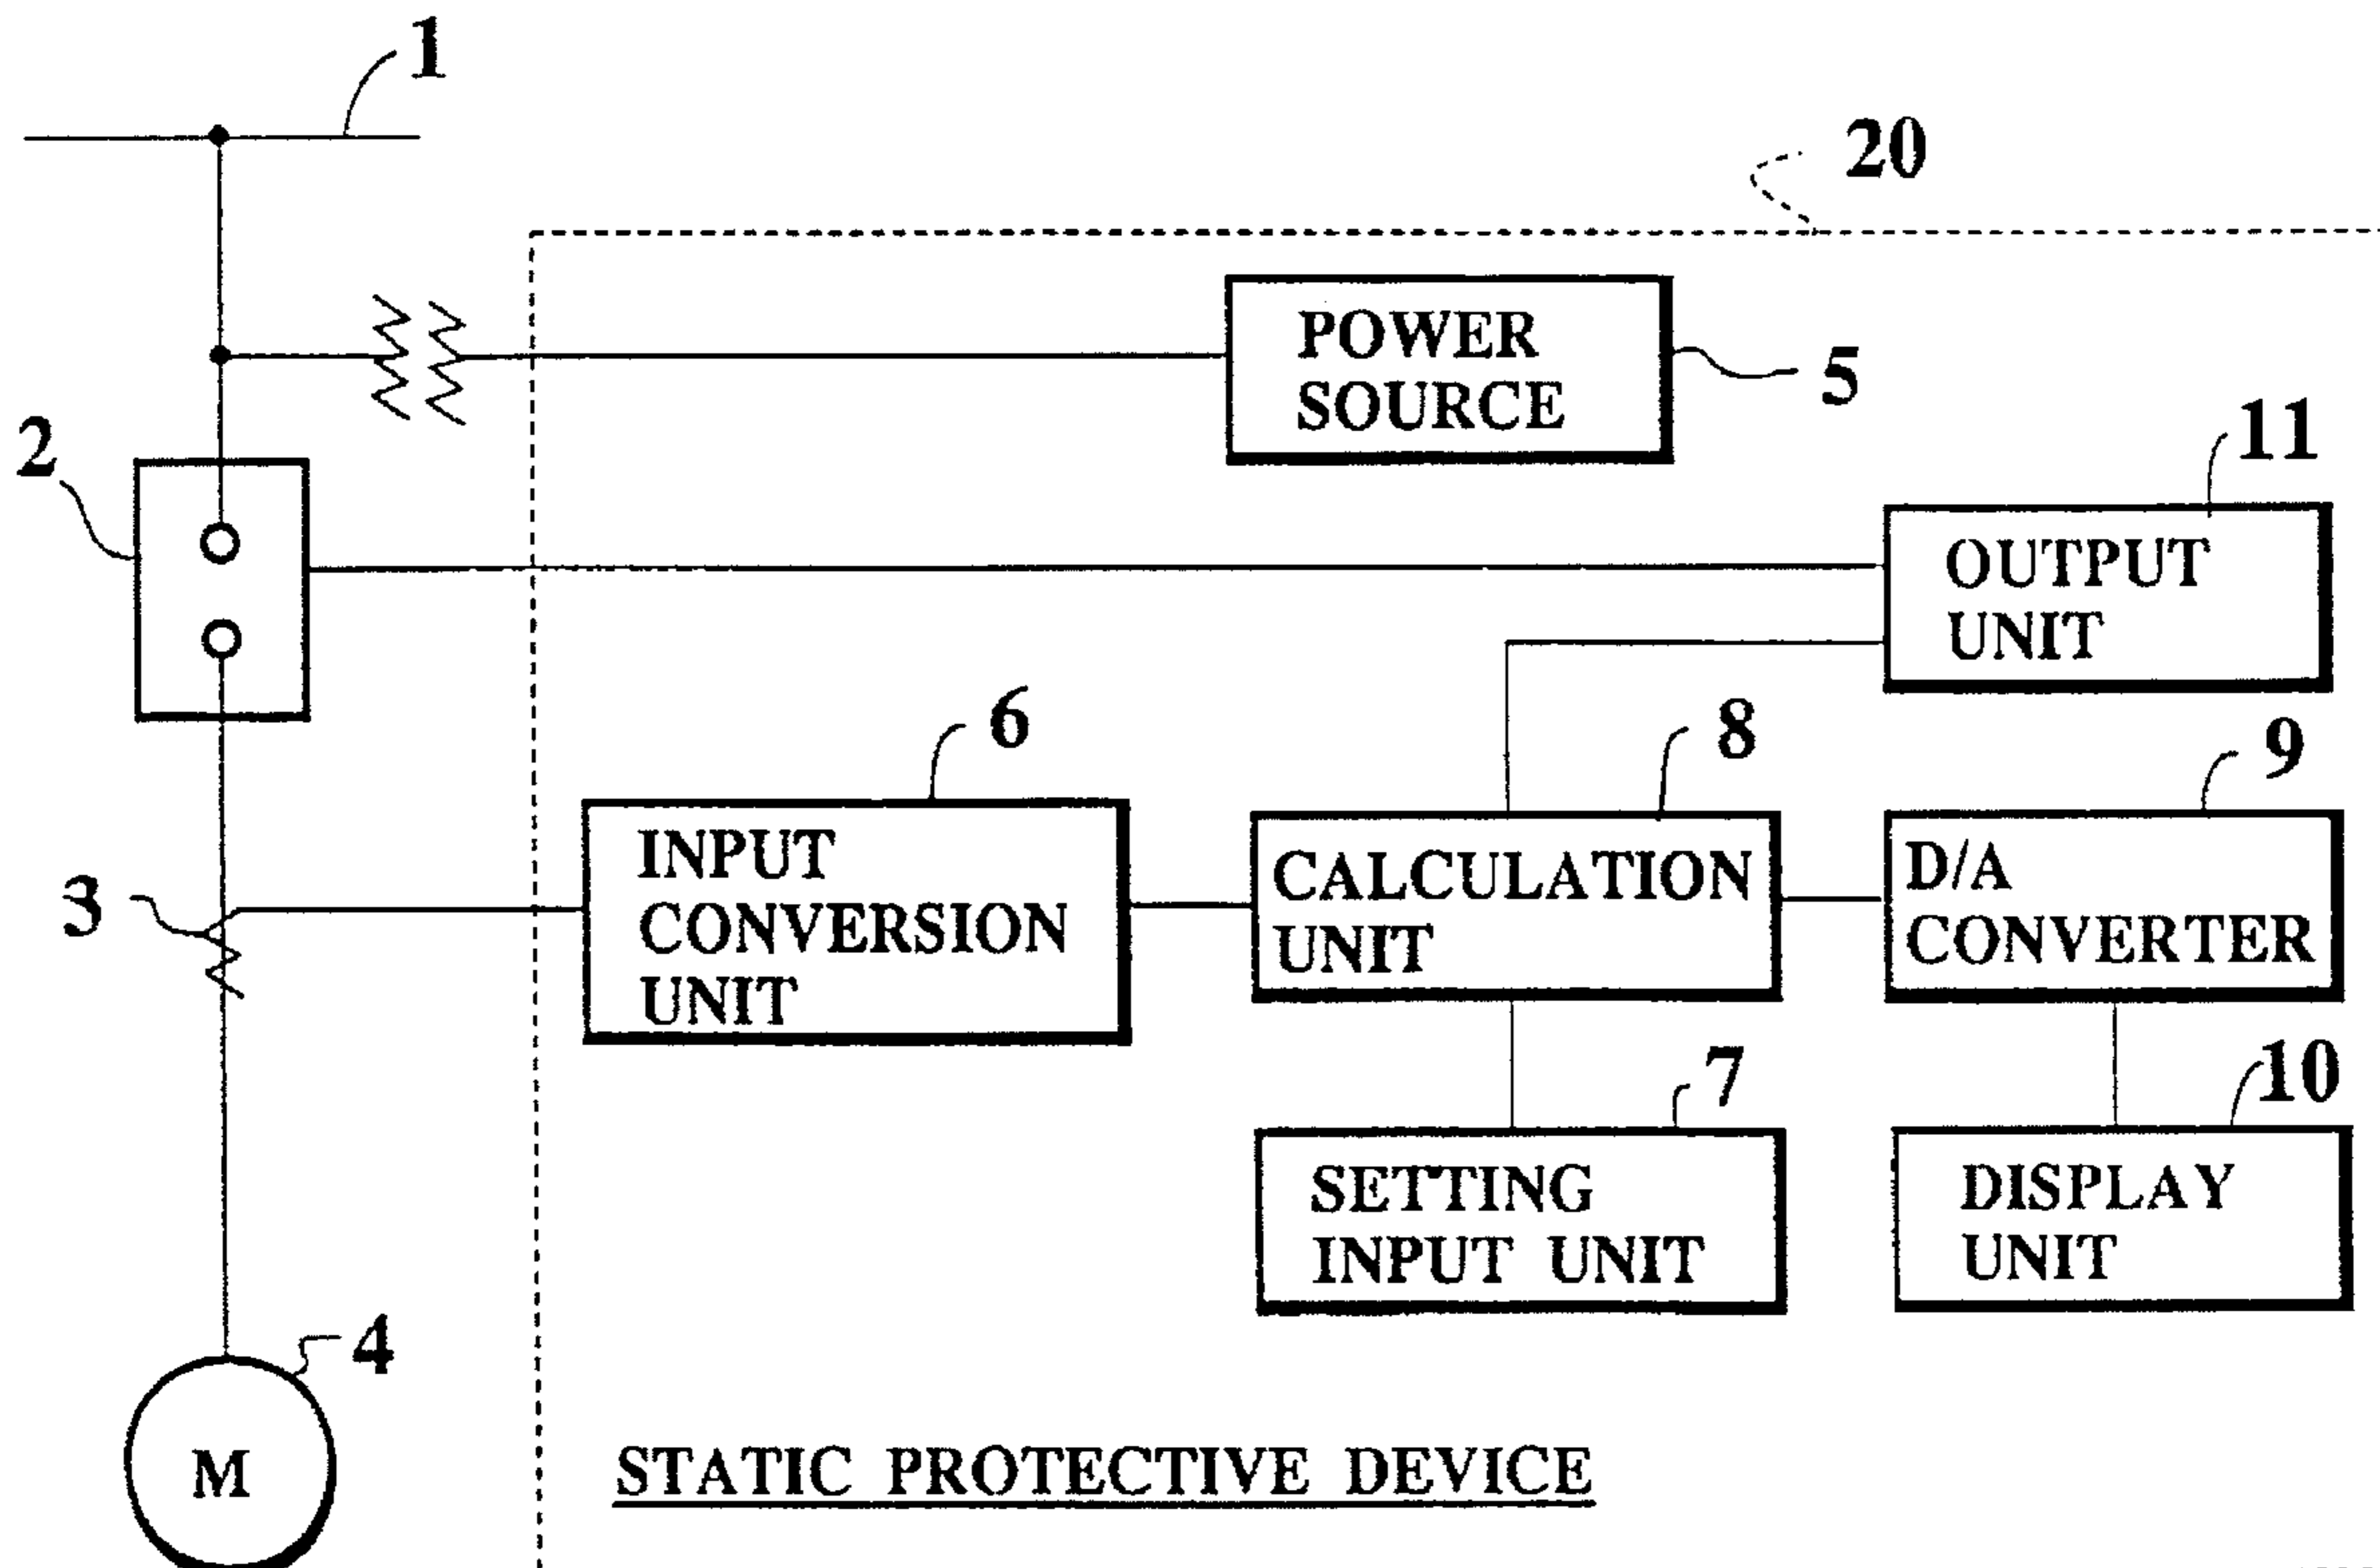 1
20
POWER
SOURCE
5
2
11
OUTPUT
UNIT
6
8
9
INPUT
CONVERSION
UNIT
CALCULATION
UNIT
D/A
CONVERTER
3
7
10
SETTING
INPUT UNIT
DISPLAY
UNIT
4
M
STATIC PROTECTIVE DEVICE